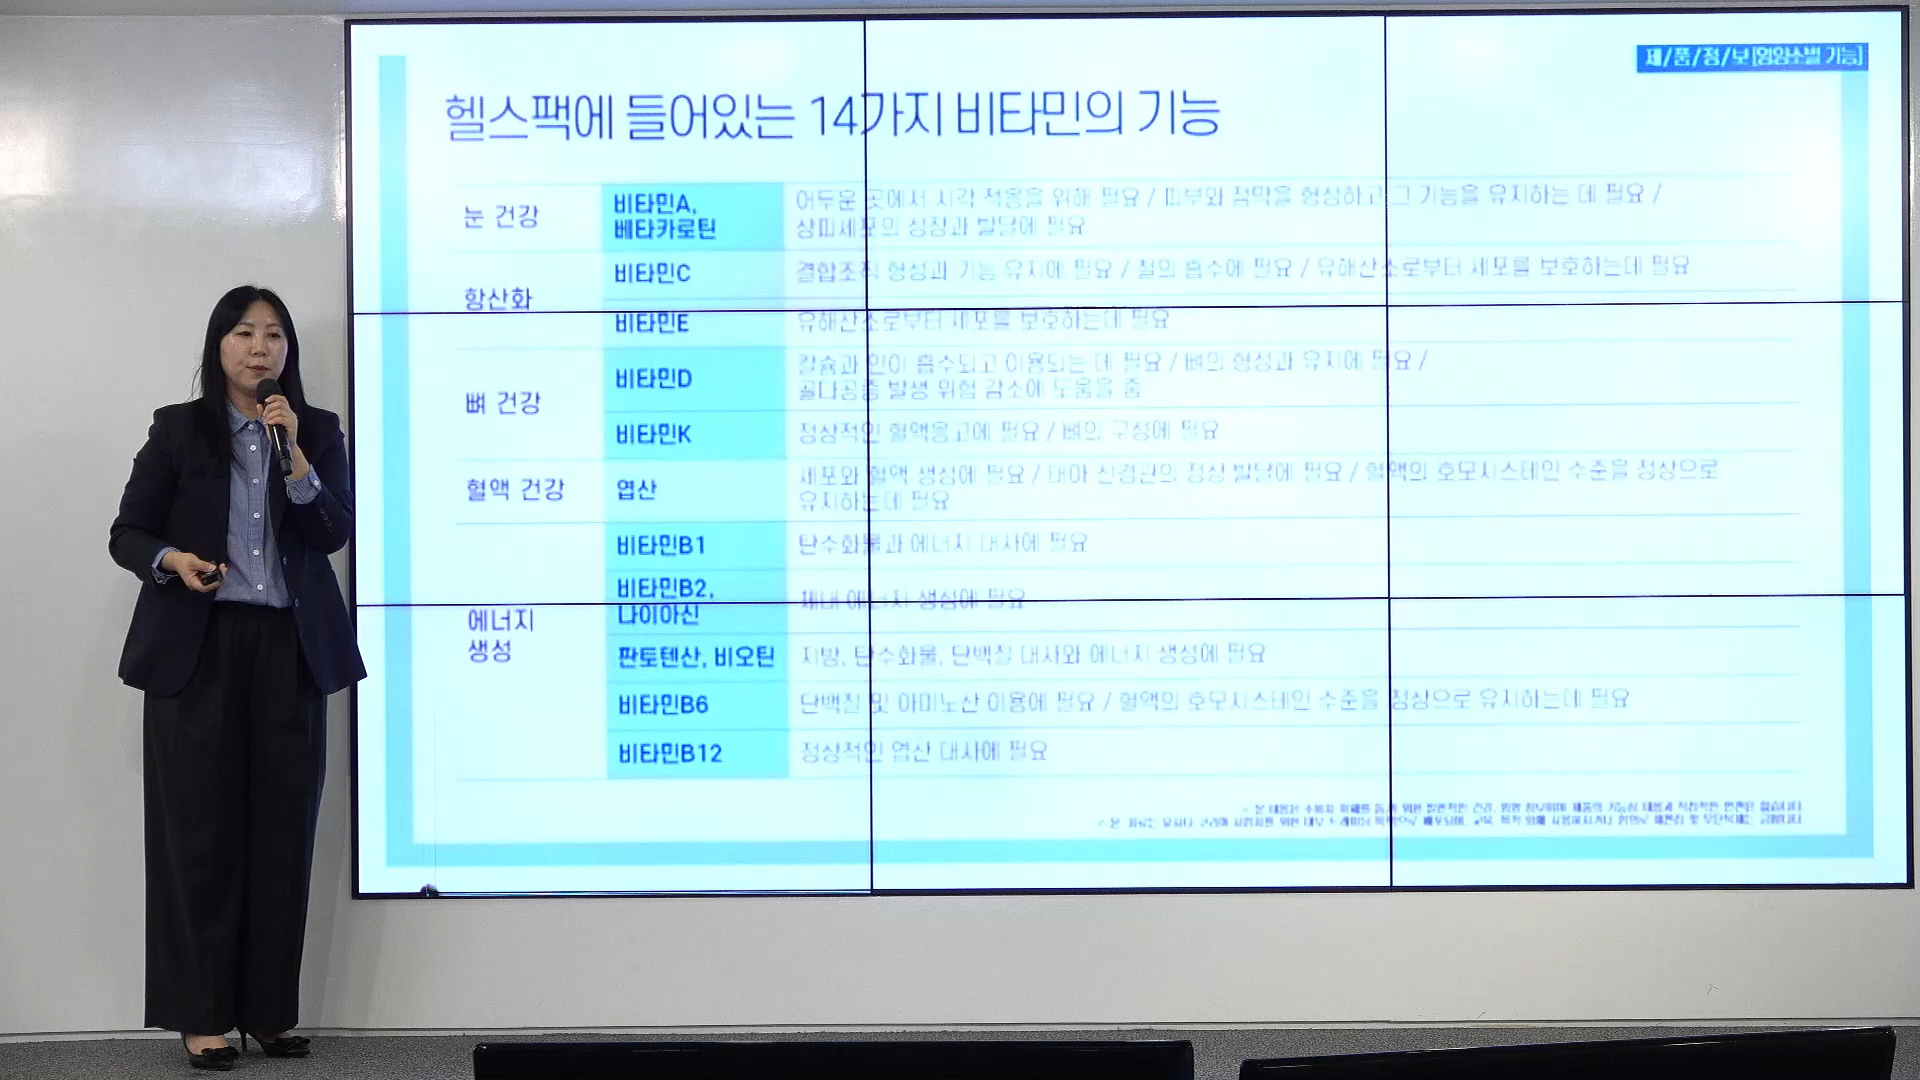 제/품/정/보 [영양소별 기능]
헬스팩에 들어있는 14가지 비타민의 기능
눈 건강
비타민A,
베타카로틴
어두운 곳에서 시각 적응을 위해 필요 / 피부와 점막을 형성하고 그 기능을 유지하는 데 필요 /
상피세포의 성장과 발달에 필요
항산화
비타민C
결합조직 형성과 기능 유지에 필요 / 철의 흡수에 필요 / 유해산소로부터 세포를 보호하는데 필요
비타민E
유해산소로부터 세포를 보호하는데 필요
뼈 건강
비타민D
칼슘과 인이 흡수되고 이용되는 데 필요 / 뼈의 형성과 유지에 필요 /
골다공증 발생 위험 감소에 도움을 줌
비타민K
정상적인 혈액응고에 필요 / 뼈의 구성에 필요
혈액 건강
엽산
세포와 혈액 생성에 필요 / 태아 신경관의 정상 발달에 필요 / 혈액의 호모시스테인 수준을 정상으로
유지하는데 필요
에너지
생성
비타민B1
탄수화물과 에너지 대사에 필요
비타민B2,
나이아신
체내 에너지 생성에 필요
판토텐산, 비오틴
지방, 탄수화물, 단백질 대사와 에너지 생성에 필요
비타민B6
단백질 및 아미노산 이용에 필요 / 혈액의 호모시스테인 수준을 정상으로 유지하는데 필요
비타민B12
정상적인 엽산 대사에 필요